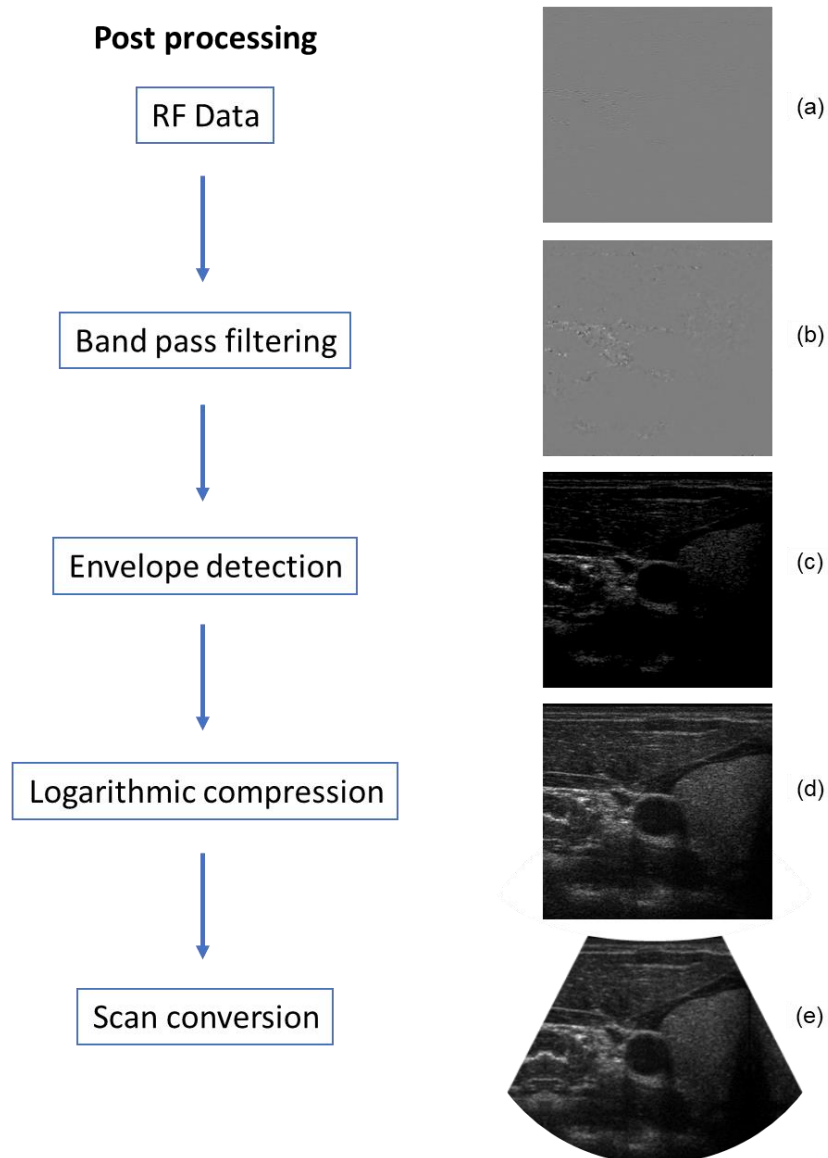 Post processing
RF Data
(a)
Band pass filtering
(b)
Envelope detection
(c)
Logarithmic compression
(d)
Scan conversion
(e)